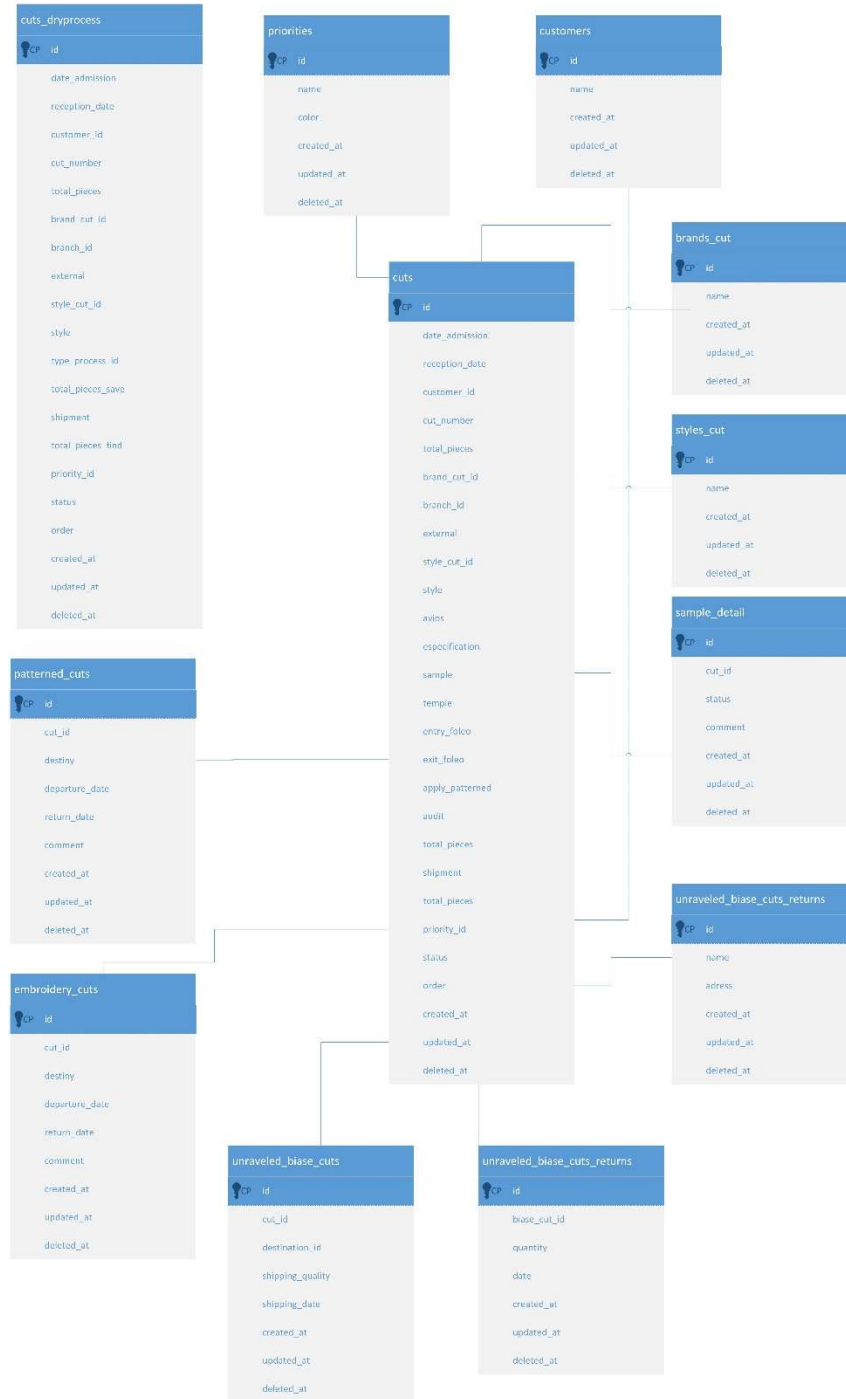 cuts_dryprocess
CP id
date_admission
reception_date
customer_id
cut_number
total_pieces
brand_cut_id
branch_id
external
style_cut_id
style
type_process_id
total_pieces_save
shipment
total_pieces_find
priority_id
status
order
created_at
updated_at
deleted_at
priorities
CP id
name
color
created_at
updated_at
deleted_at
customers
CP id
name
created_at
updated_at
deleted_at
brands_cut
CP id
name
created_at
updated_at
deleted_at
cuts
CP id
date_admission
reception_date
customer_id
cut_number
total_pieces
brand_cut_id
branch_id
external
style_cut_id
style
avios
especification
sample
temple
entry_foleo
exit_foleo
apply_patterned
audit
total_pieces
shipment
total_pieces
priority_id
status
order
created_at
updated_at
deleted_at
styles_cut
CP id
name
created_at
updated_at
deleted_at
sample_detail
CP id
cut_id
status
comment
created_at
updated_at
deleted_at
patterned_cuts
CP id
cut_id
destiny
departure_date
return_date
comment
created_at
updated_at
deleted_at
unraveled_biase_cuts_returns
CP id
name
adress
created_at
updated_at
deleted_at
embroidery_cuts
CP id
cut_id
destiny
departure_date
return_date
comment
created_at
updated_at
deleted_at
unraveled_biase_cuts
CP id
cut_id
destination_id
shipping_quality
shipping_date
created_at
updated_at
deleted_at
unraveled_biase_cuts_returns
CP id
biase_cut_id
quantity
date
created_at
updated_at
deleted_at